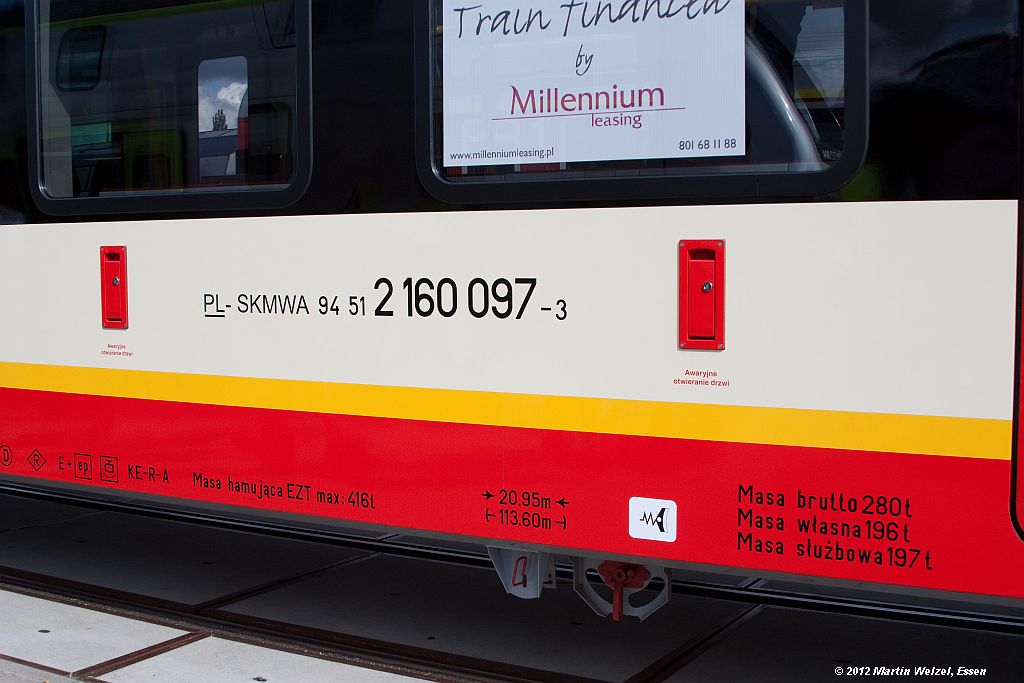 Train Financed
by
Millennium
leasing
www.millenniumleasing.pl
801 68 11 88
PL- SKMWA 94 51 2 160 097 -3
Awaryjne
otwieranie drzwi
Awaryjne
otwieranie drzwi
D R E+ ep KE-R-A
Masa hamująca EZT max: 416t
20.95m
113.60m
Masa brutto 280t
Masa własna 196t
Masa służbowa 197t
© 2012 Martin Welzel, Essen